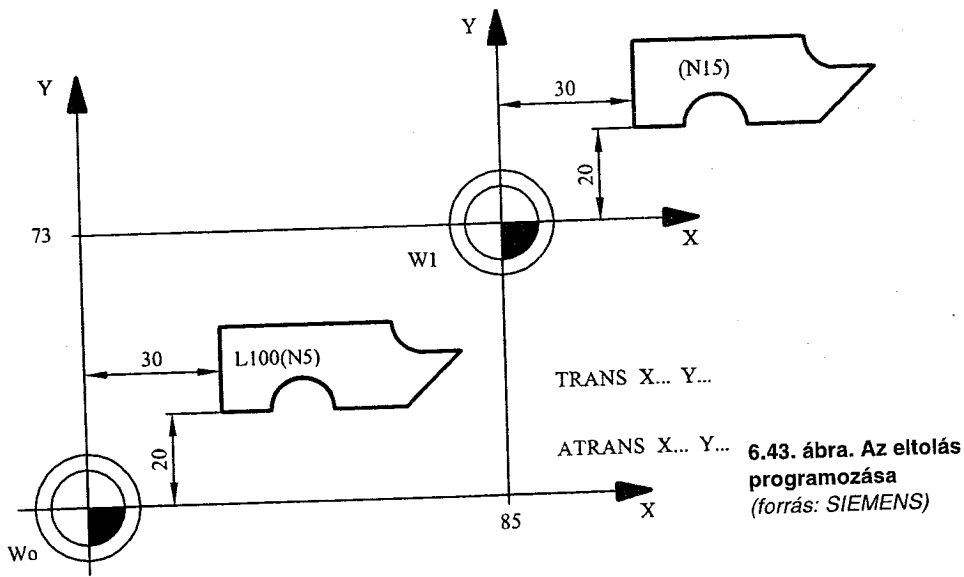 Y
(N15)
30
20
Y
X
73
W1
L100(N5)
30
20
TRANS X... Y...
ATRANS X... Y...
6.43. ábra. Az eltolás
programozása
(forrás: SIEMENS)
X
85
Wo